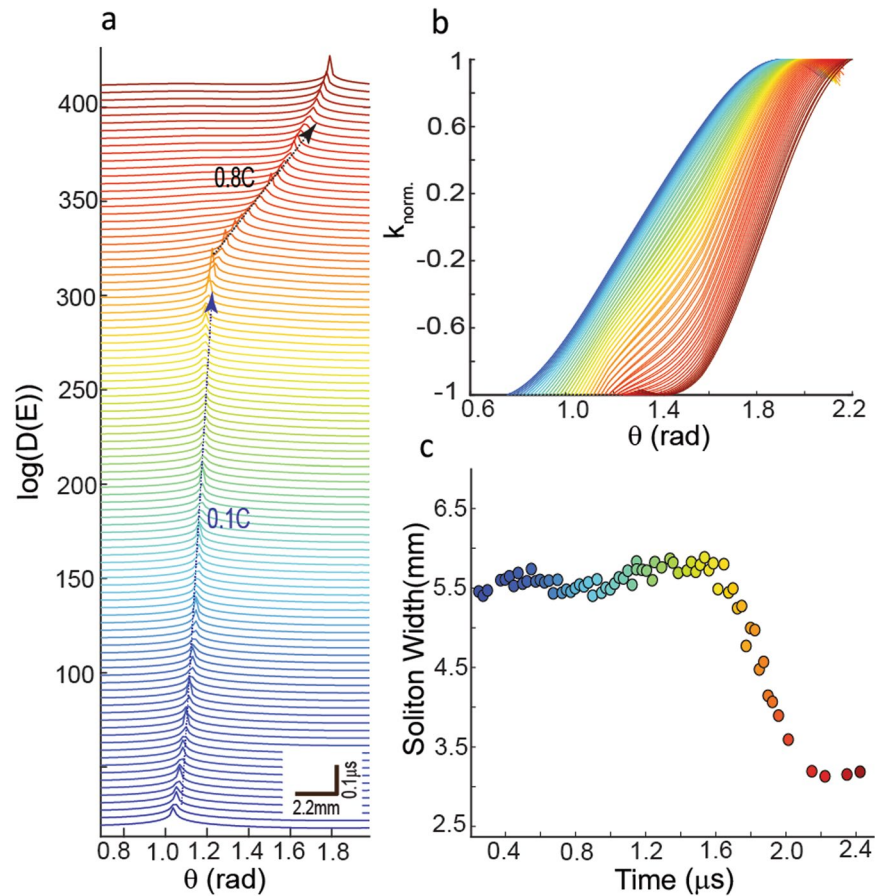 a
log(D(E))
400
350
300
250
200
150
100
0.8C
0.1C
0.1μs
2.2mm
0.8 1.0 1.2 1.4 1.6 1.8
θ (rad)
b
k norm.
1
0.6
0.2
-0.2
-0.6
-1
0.6 1.0 1.4 1.8 2.2
θ (rad)
c
Soliton Width(mm)
6.5
5.5
4.5
3.5
2.5
0.4 0.8 1.2 1.6 2.0 2.4
Time (μs)